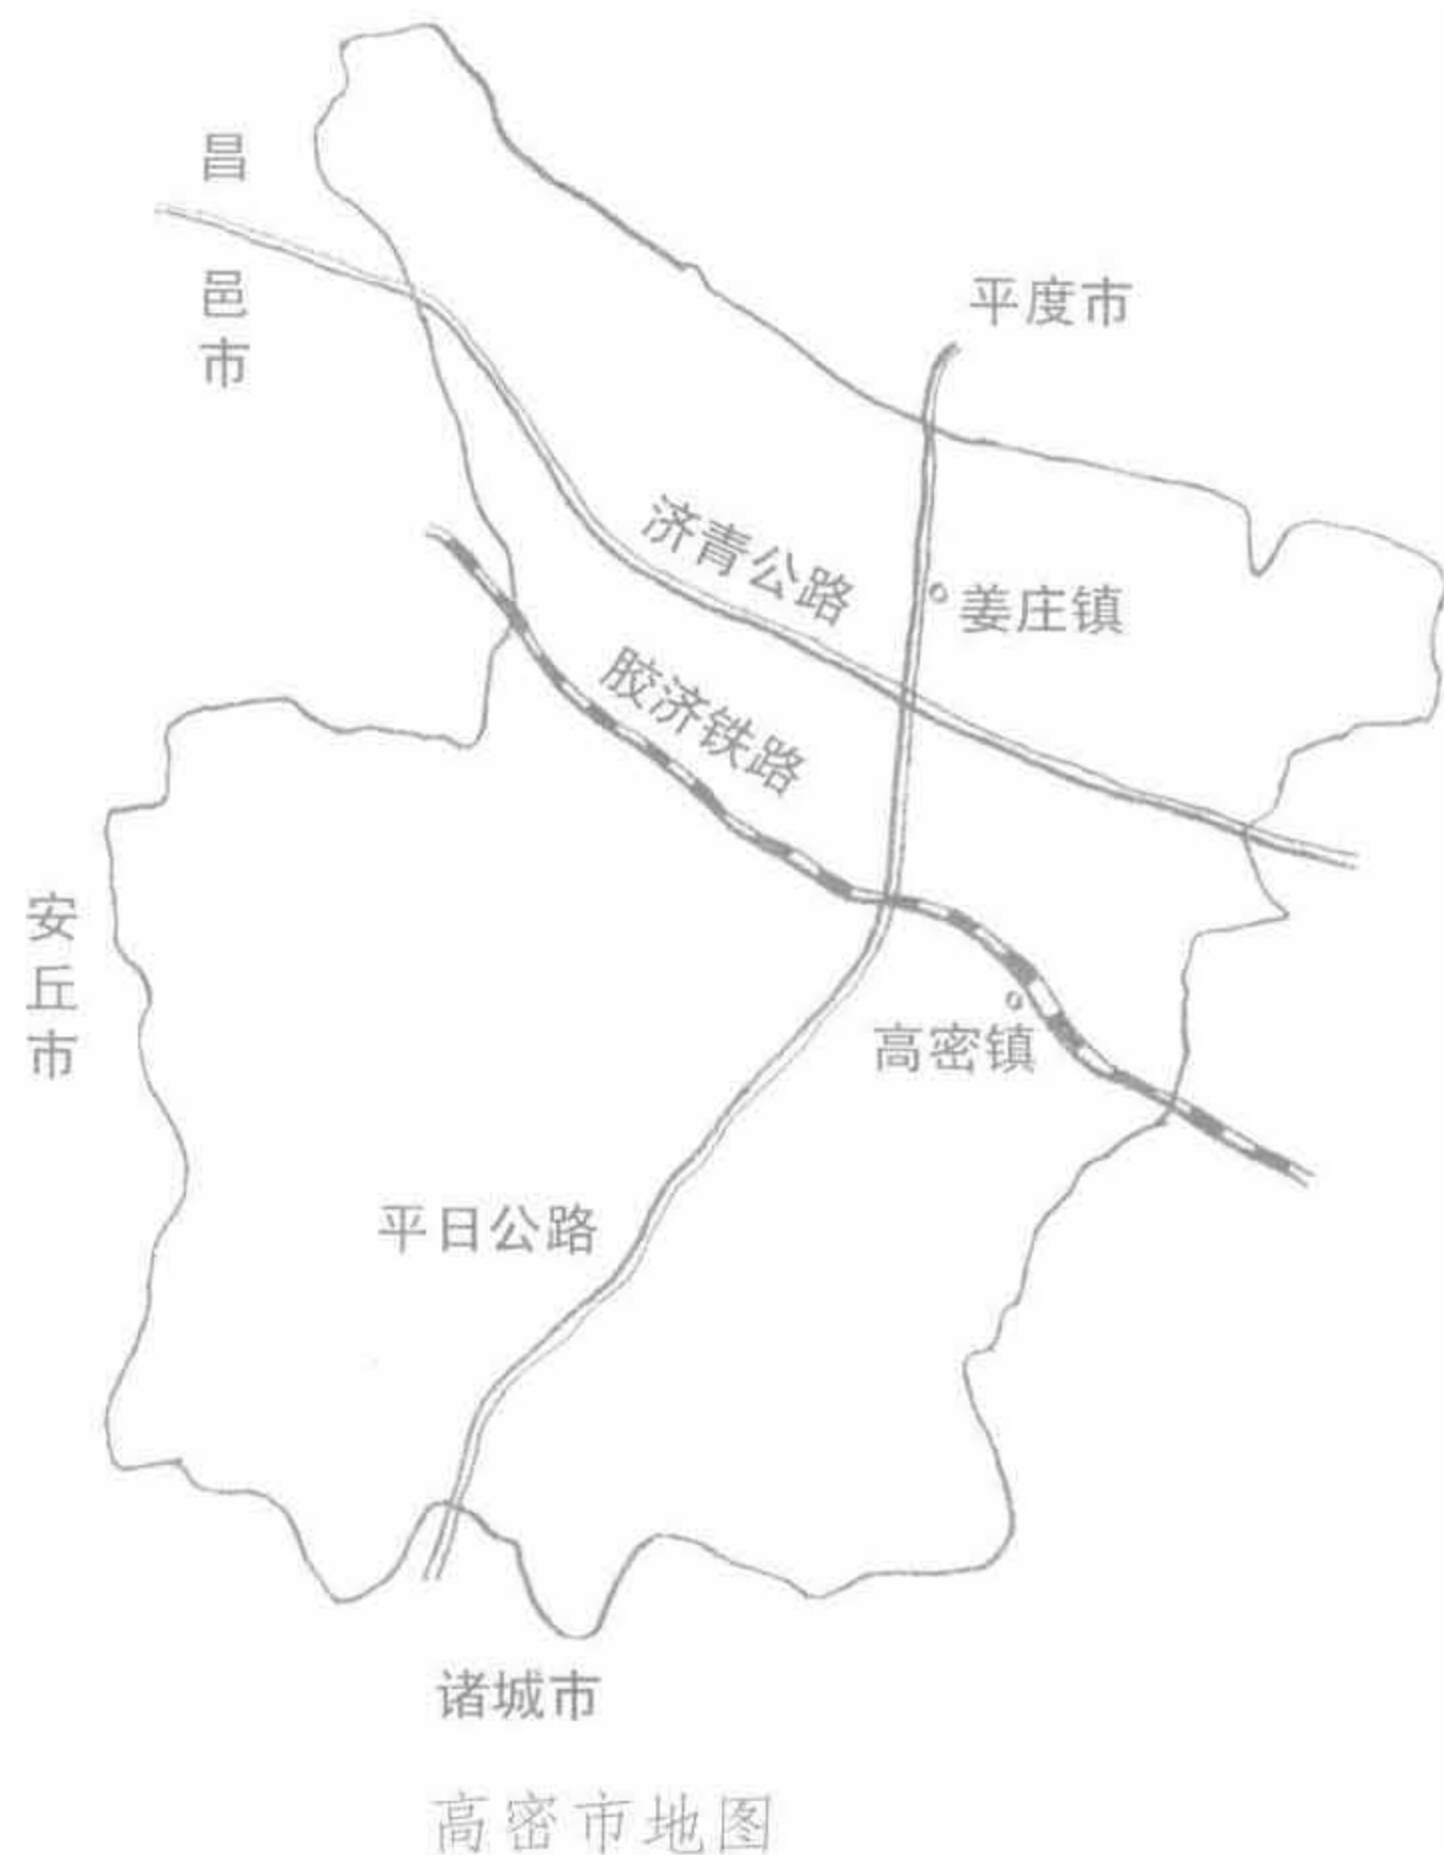 昌邑市
平度市
济青公路
姜庄镇
胶济铁路
安丘市
高密镇
平日公路
诸城市
高密市地图